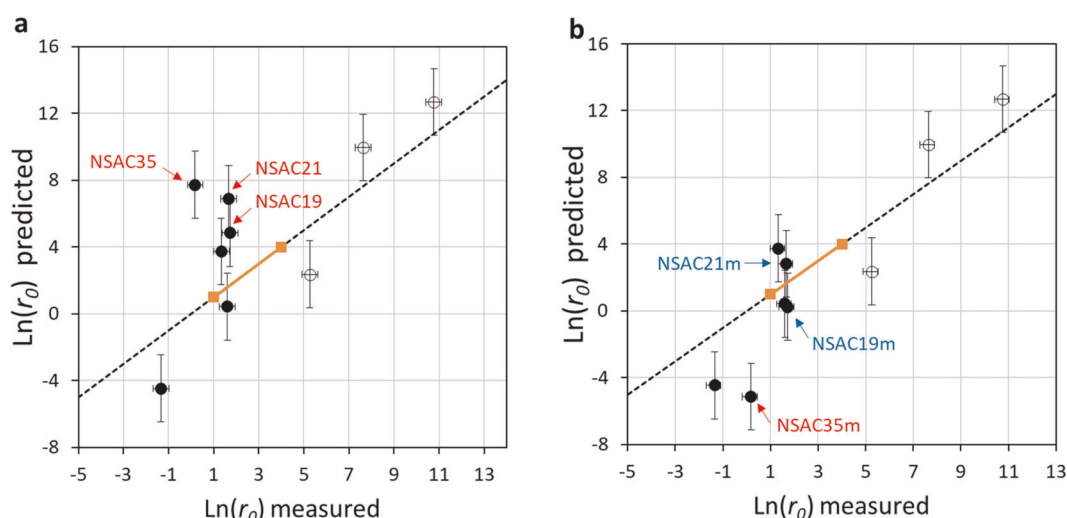 a
16
12
8
4
0
-4
-8
Ln(r0) predicted
NSAC35
NSAC21
NSAC19
-5 -3 -1 1 3 5 7 9 11 13
Ln(r0) measured
b
16
12
8
4
0
-4
-8
Ln(r0) predicted
NSAC21m
NSAC19m
NSAC35m
-5 -3 -1 1 3 5 7 9 11 13
Ln(r0) measured